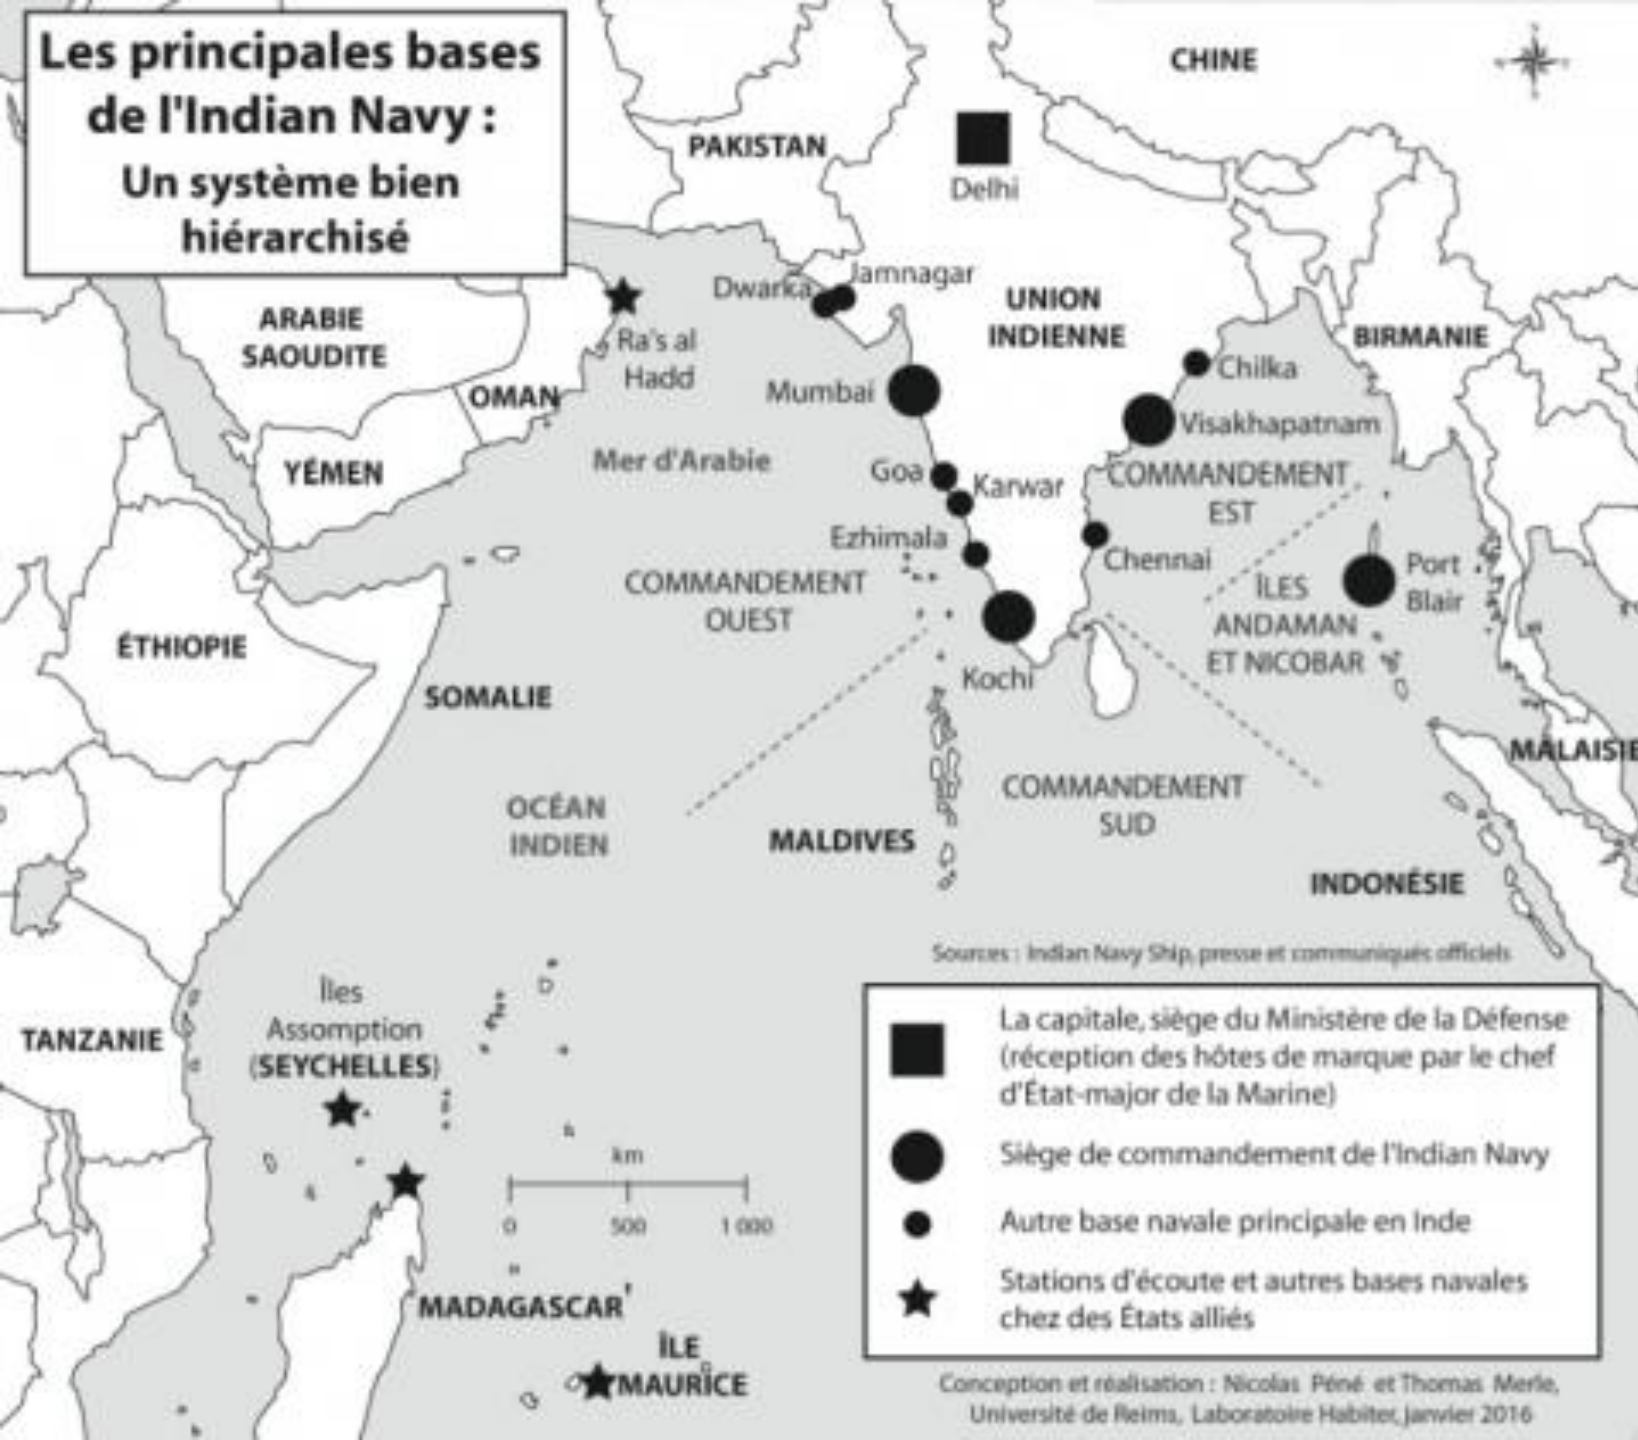 Les principales bases
de l'Indian Navy :
Un système bien
hiérarchisé
CHINE
PAKISTAN
Delhi
Jamnagar
Dwarka
UNION
INDIENNE
ARABIE
SAOUDITE
Ra's al
Hadd
BIRMANIE
OMAN
Mumbai
Chilka
Visakhapatnam
Mer d'Arabie
YÉMEN
Goa
Karwar
COMMANDEMENT
EST
Ezhimala
Chennai
Port
Blair
COMMANDEMENT
OUEST
ÎLES
ANDAMAN
ET NICOBAR
ÉTHIOPIE
Kochi
SOMALIE
MALAISIE
COMMANDEMENT
SUD
OCÉAN
INDIEN
MALDIVES
INDONÉSIE
Sources : Indian Navy Ship, presse et communiqués officiels
Îles
Assomption
(SEYCHELLES)
TANZANIE
La capitale, siège du Ministère de la Défense
(réception des hôtes de marque par le chef
d'État-major de la Marine)
Siège de commandement de l'Indian Navy
Autre base navale principale en Inde
Stations d'écoute et autres bases navales
chez des États alliés
km
0 500 1 000
MADAGASCAR
ÎLE
MAURICE
Conception et réalisation : Nicolas Péné et Thomas Merle,
Université de Reims, Laboratoire Habiter, Janvier 2016